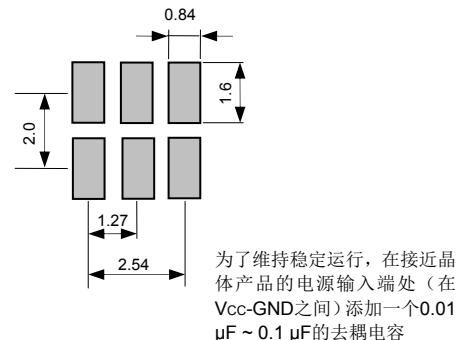 0.84
1.6
2.0
1.27
2.54
为了维持稳定运行，在接近晶
体产品的电源输入端处（在
Vcc-GND之间）添加一个0.01
μF ~ 0.1 μF的去耦电容